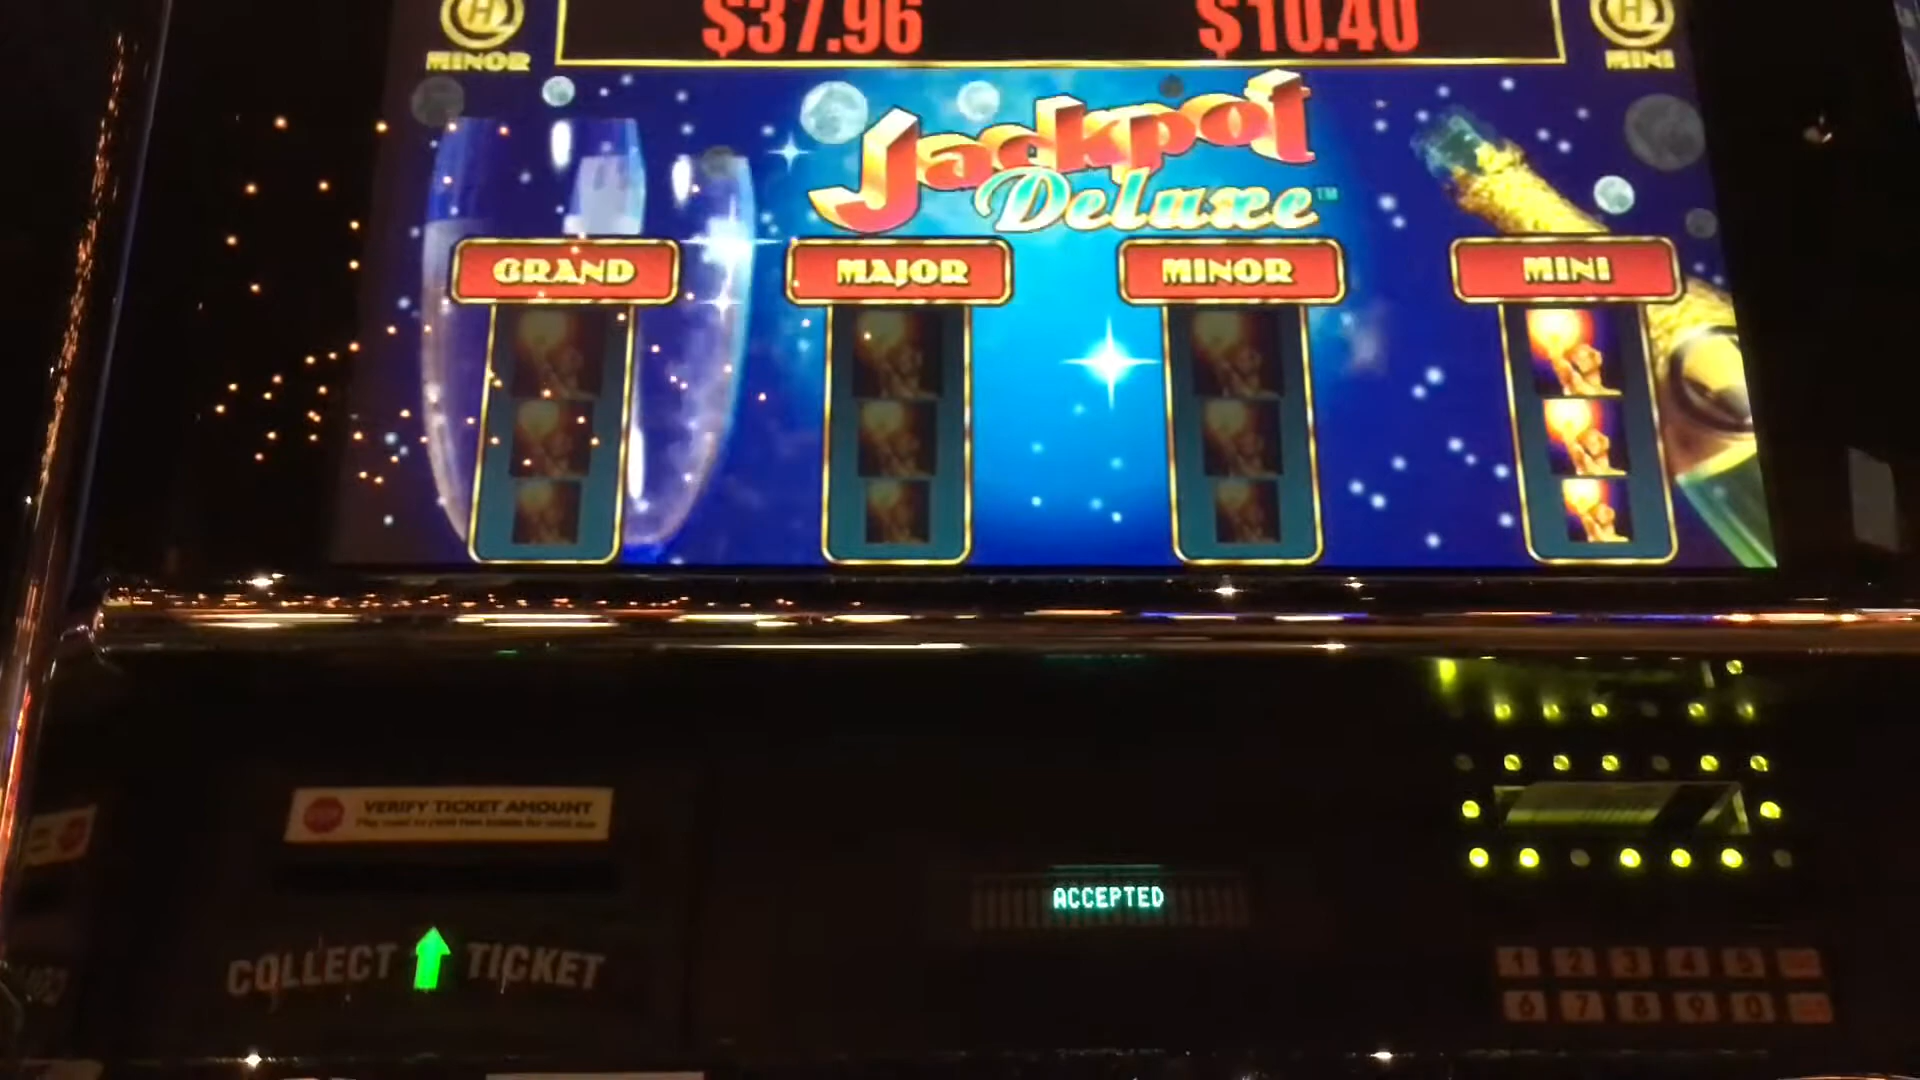 $37.96
$10.40
MINOR
MINI
Jackpot
Deluxe™
GRAND
MAJOR
MINOR
MINI
VERIFY TICKET AMOUNT
ACCEPTED
COLLECT TICKET
1 2 3 4 5
6 7 8 9 0